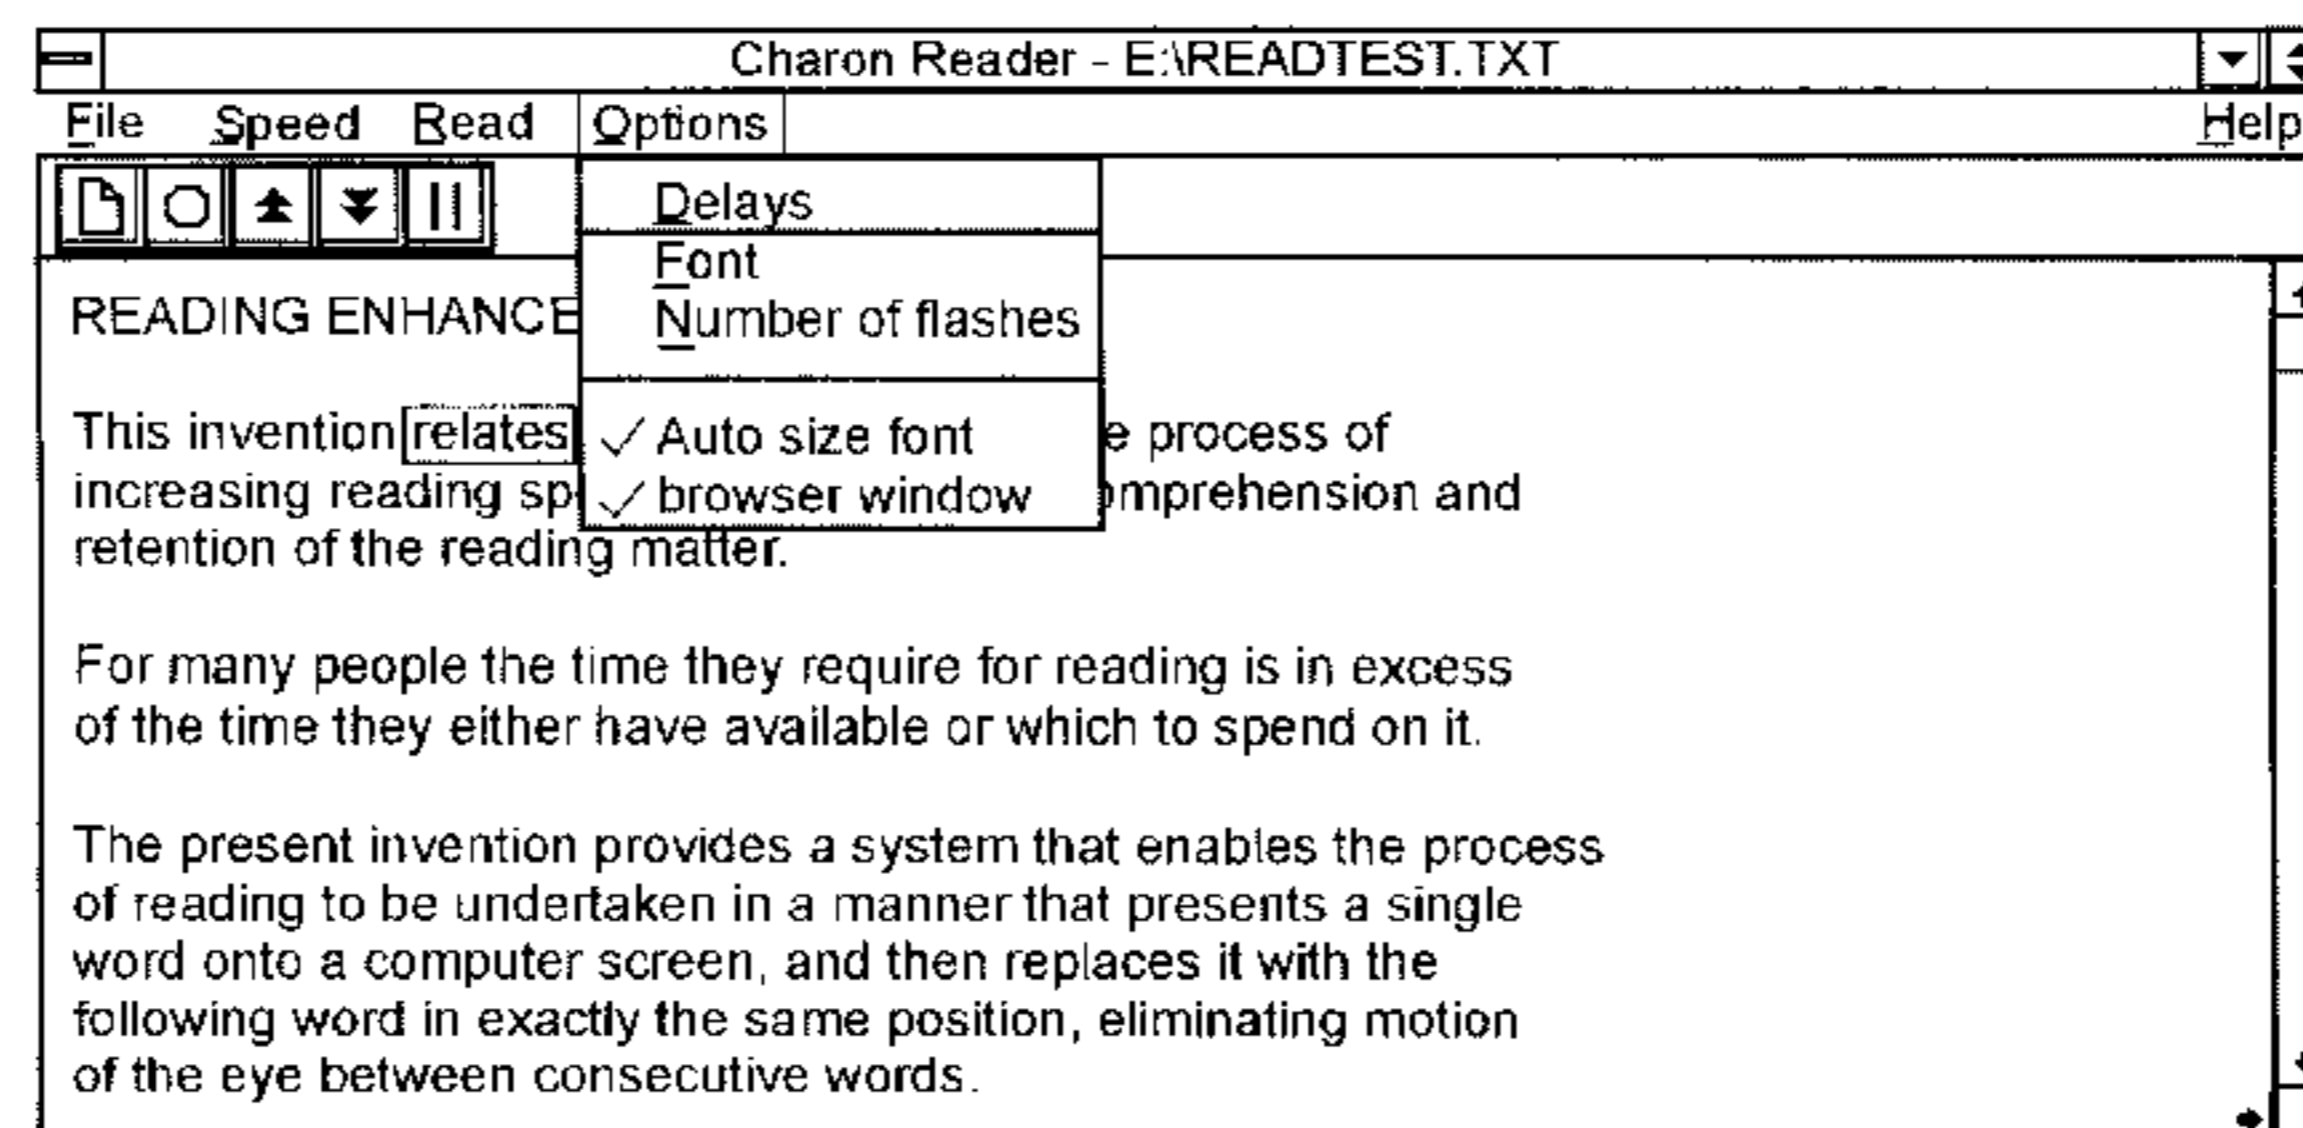 Charon Reader - E:\READTEST.TXT
File Speed Read Options Help
Delays
Font
Number of flashes
Auto size font
browser window
READING ENHANCE
This invention relates e process of
increasing reading sp omprehension and
retention of the reading matter.
For many people the time they require for reading is in excess
of the time they either have available or which to spend on it.
The present invention provides a system that enables the process
of reading to be undertaken in a manner that presents a single
word onto a computer screen, and then replaces it with the
following word in exactly the same position, eliminating motion
of the eye between consecutive words.